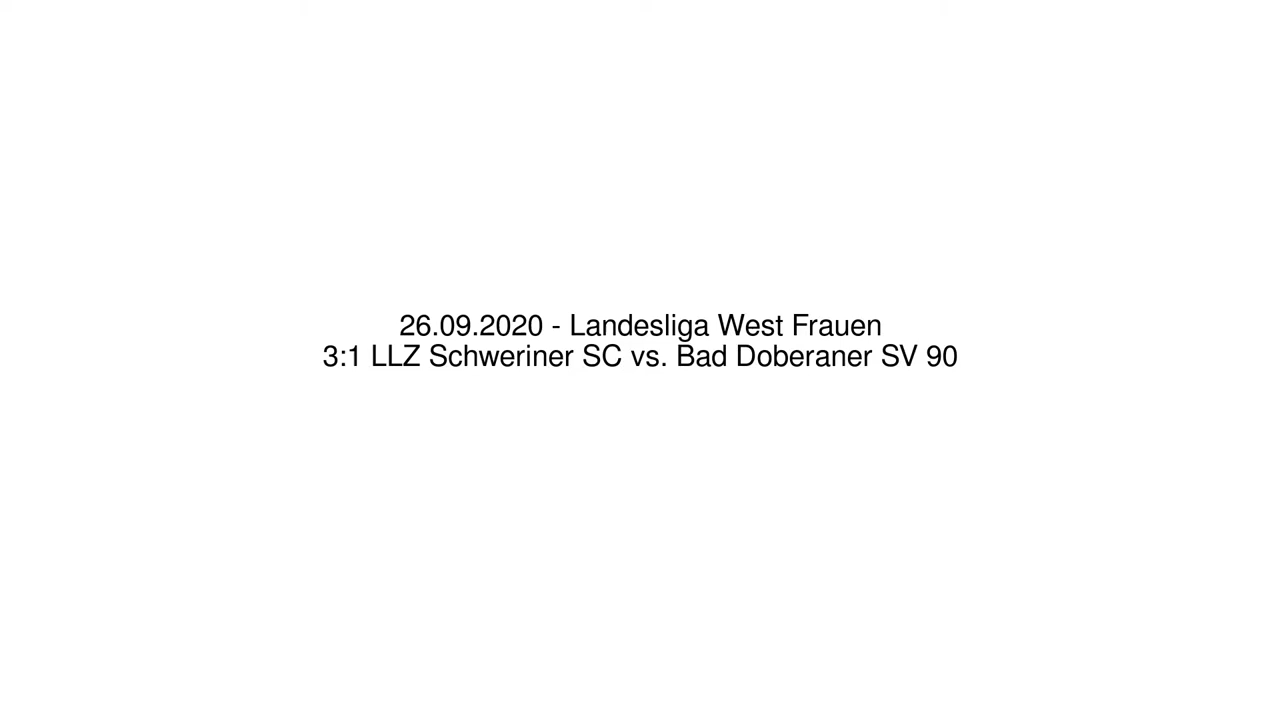 26.09.2020 - Landesliga West Frauen
3:1 LLZ Schweriner SC vs. Bad Doberaner SV 90